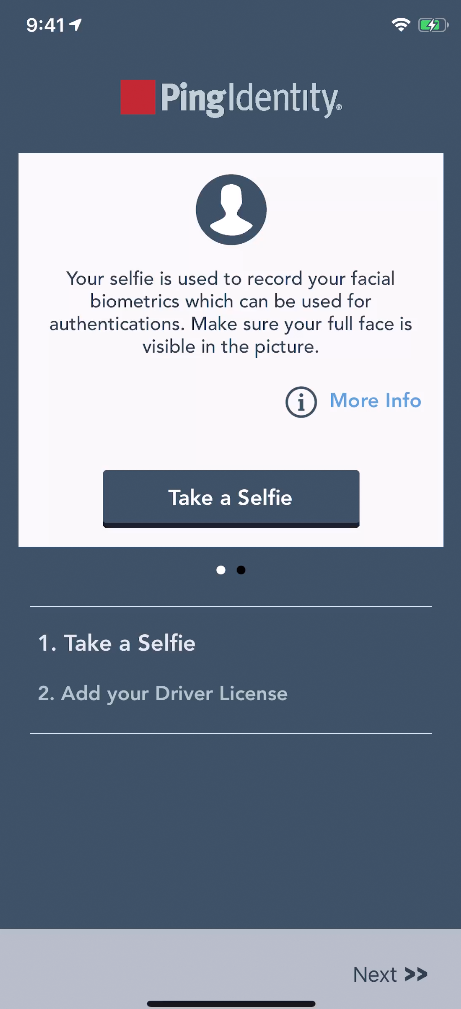 9:41
PingIdentity®
Your selfie is used to record your facial
biometrics which can be used for
authentications. Make sure your full face is
visible in the picture.
i More Info
Take a Selfie
1. Take a Selfie
2. Add your Driver License
Next >>